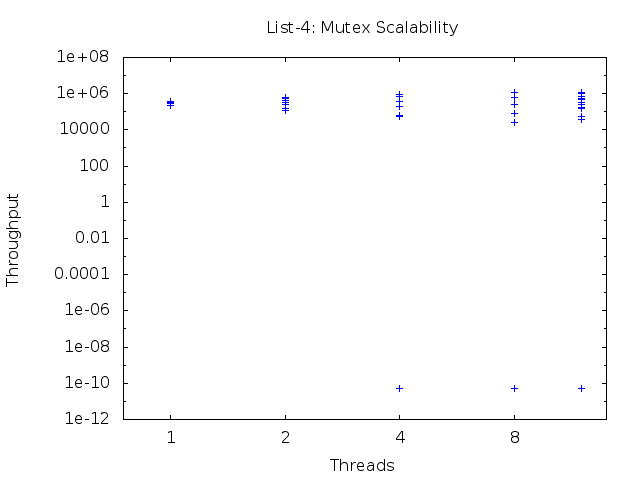 List-4: Mutex Scalability
1e+08
1e+06
10000
100
1
0.01
0.0001
1e-06
1e-08
1e-10
1e-12
Throughput
1 2 4 8
Threads